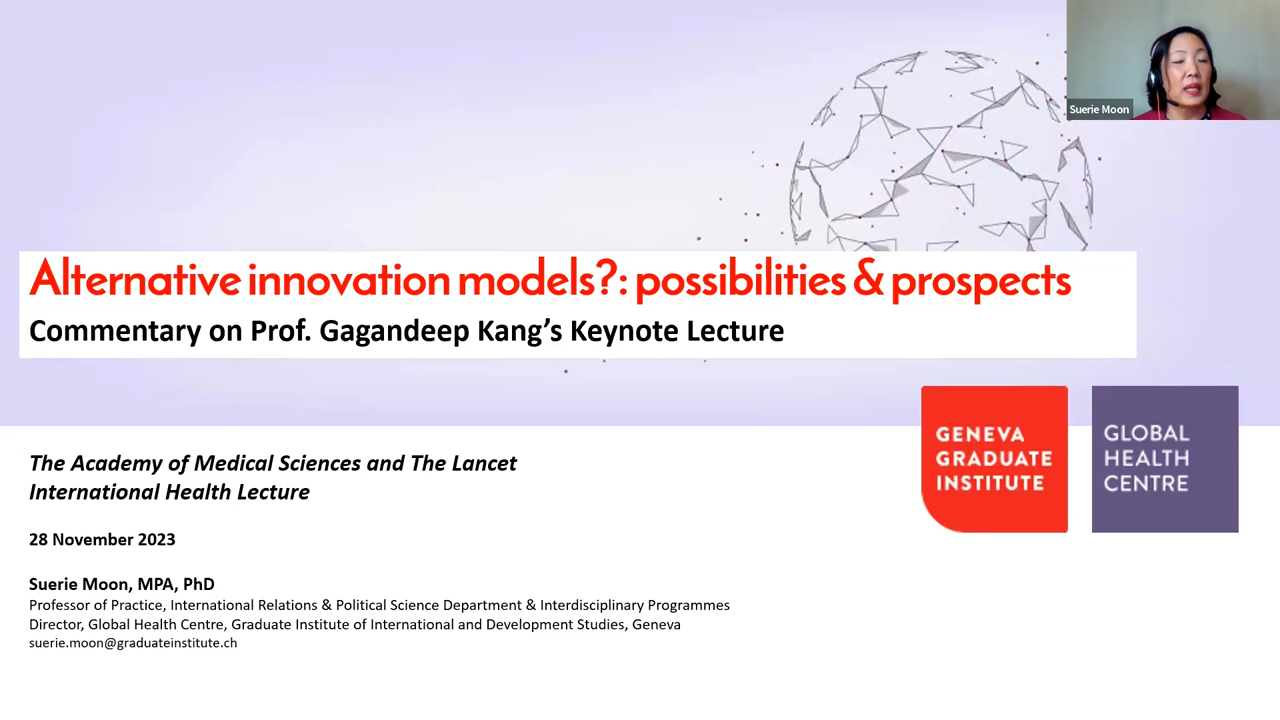 Suerie Moon
Alternative innovation models?: possibilities & prospects
Commentary on Prof. Gagandeep Kang's Keynote Lecture
GENEVA
GRADUATE
INSTITUTE
GLOBAL
HEALTH
CENTRE
The Academy of Medical Sciences and The Lancet
International Health Lecture
28 November 2023
Suerie Moon, MPA, PhD
Professor of Practice, International Relations & Political Science Department & Interdisciplinary Programmes
Director, Global Health Centre, Graduate Institute of International and Development Studies, Geneva
suerie.moon@graduateinstitute.ch